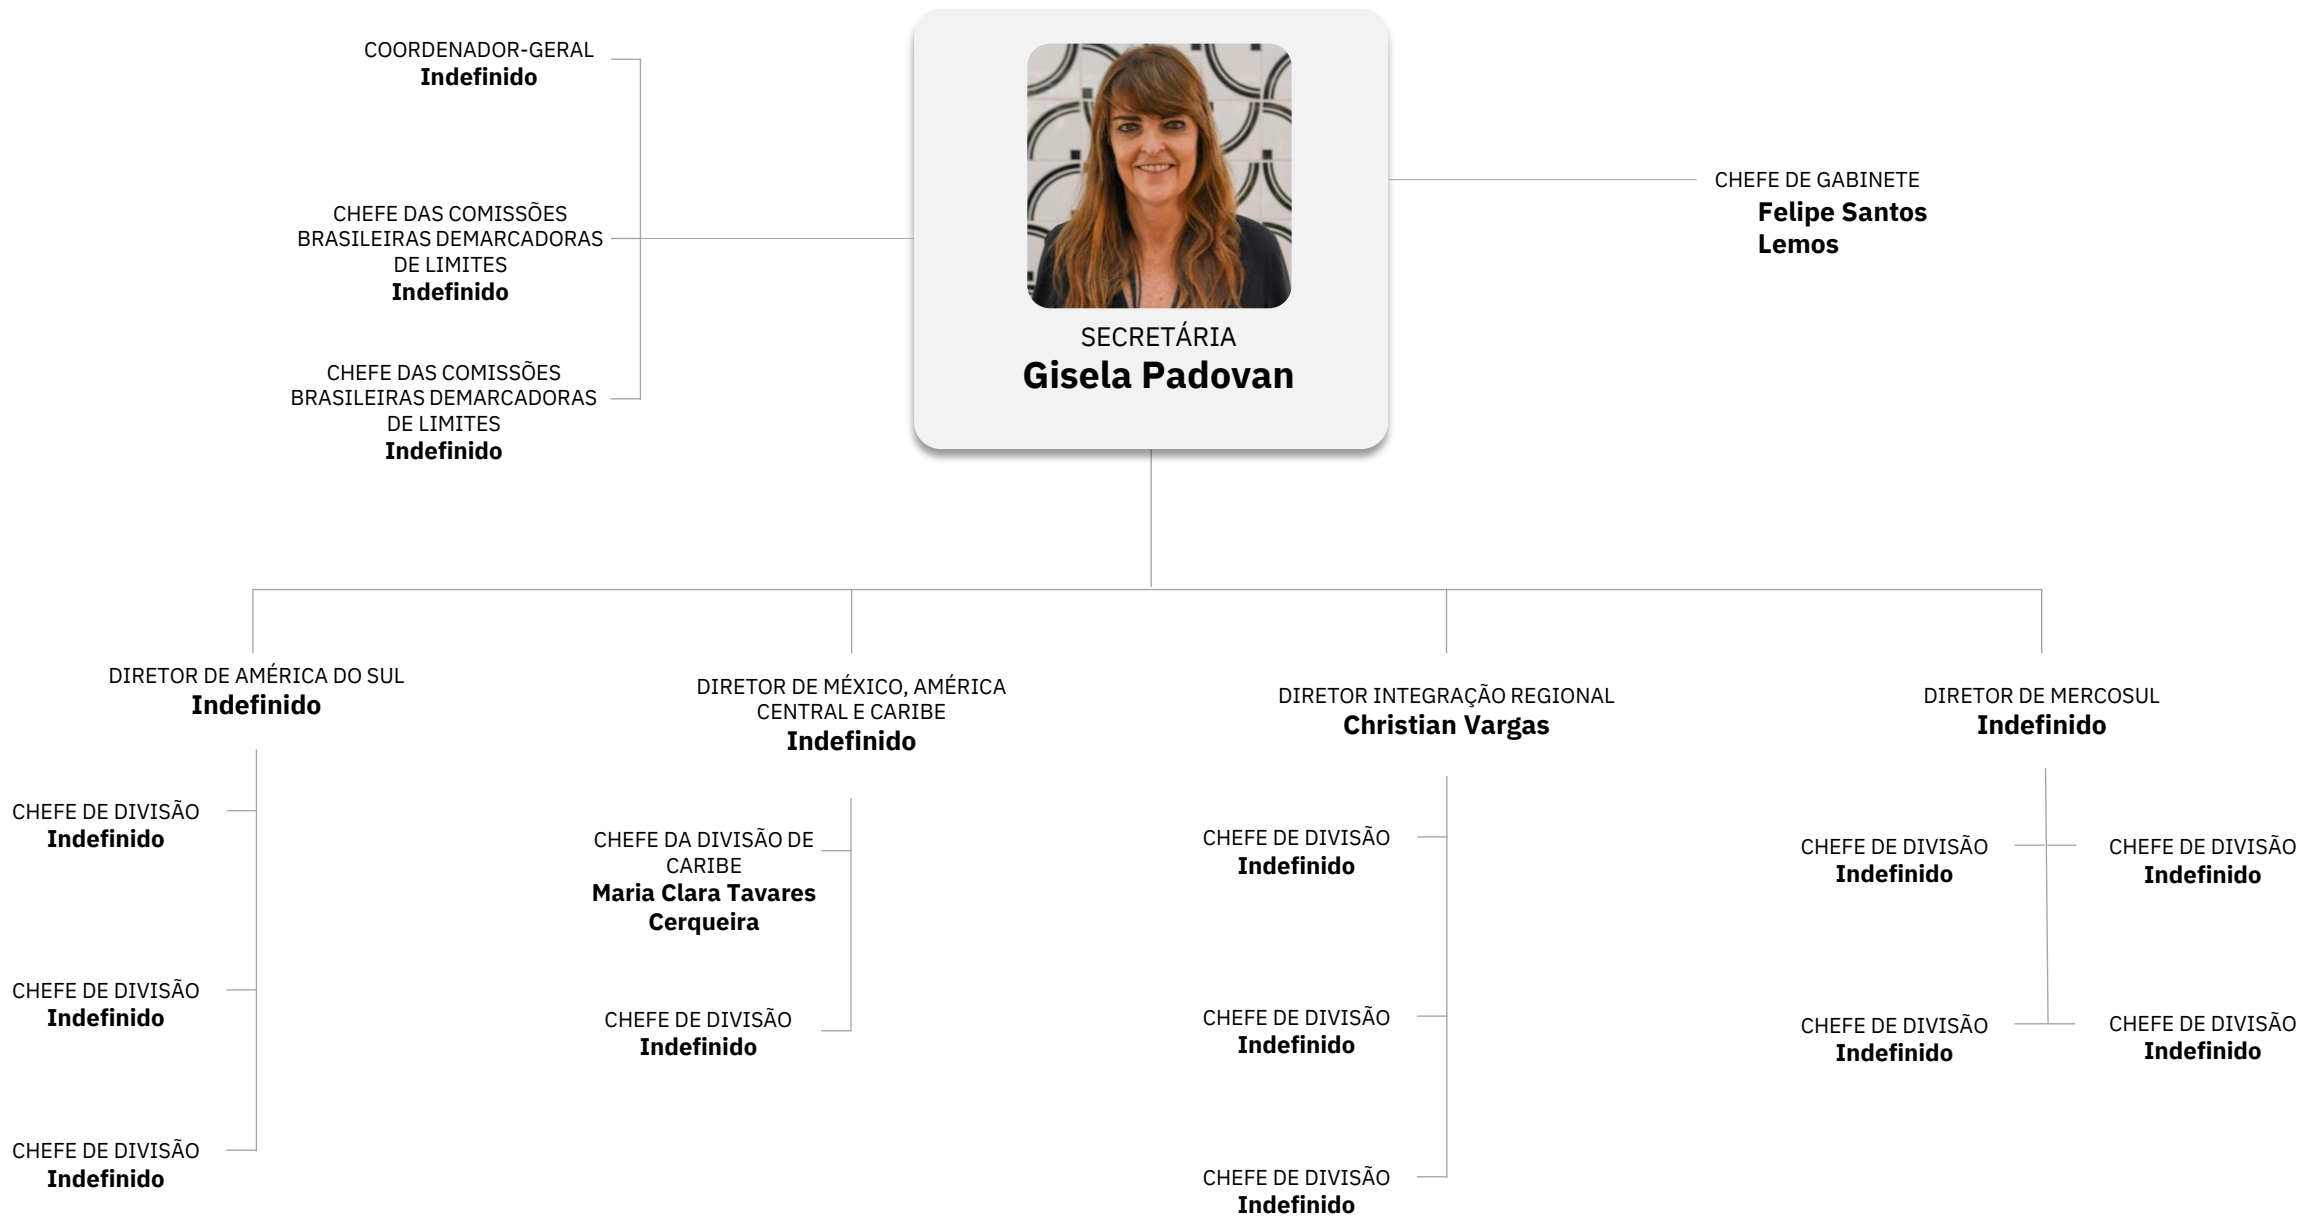 COORDENADOR-GERAL
Indefinido
CHEFE DAS COMISSÕES
BRASILEIRAS DEMARCADORAS
DE LIMITES
Indefinido
CHEFE DAS COMISSÕES
BRASILEIRAS DEMARCADORAS
DE LIMITES
Indefinido
SECRETÁRIA
Gisela Padovan
CHEFE DE GABINETE
Felipe Santos
Lemos
DIRETOR DE AMÉRICA DO SUL
Indefinido
CHEFE DE DIVISÃO
Indefinido
CHEFE DE DIVISÃO
Indefinido
CHEFE DE DIVISÃO
Indefinido
DIRETOR DE MÉXICO, AMÉRICA
CENTRAL E CARIBE
Indefinido
CHEFE DA DIVISÃO DE
CARIBE
Maria Clara Tavares
Cerqueira
CHEFE DE DIVISÃO
Indefinido
DIRETOR INTEGRAÇÃO REGIONAL
Christian Vargas
CHEFE DE DIVISÃO
Indefinido
CHEFE DE DIVISÃO
Indefinido
CHEFE DE DIVISÃO
Indefinido
DIRETOR DE MERCOSUL
Indefinido
CHEFE DE DIVISÃO
Indefinido
CHEFE DE DIVISÃO
Indefinido
CHEFE DE DIVISÃO
Indefinido
CHEFE DE DIVISÃO
Indefinido